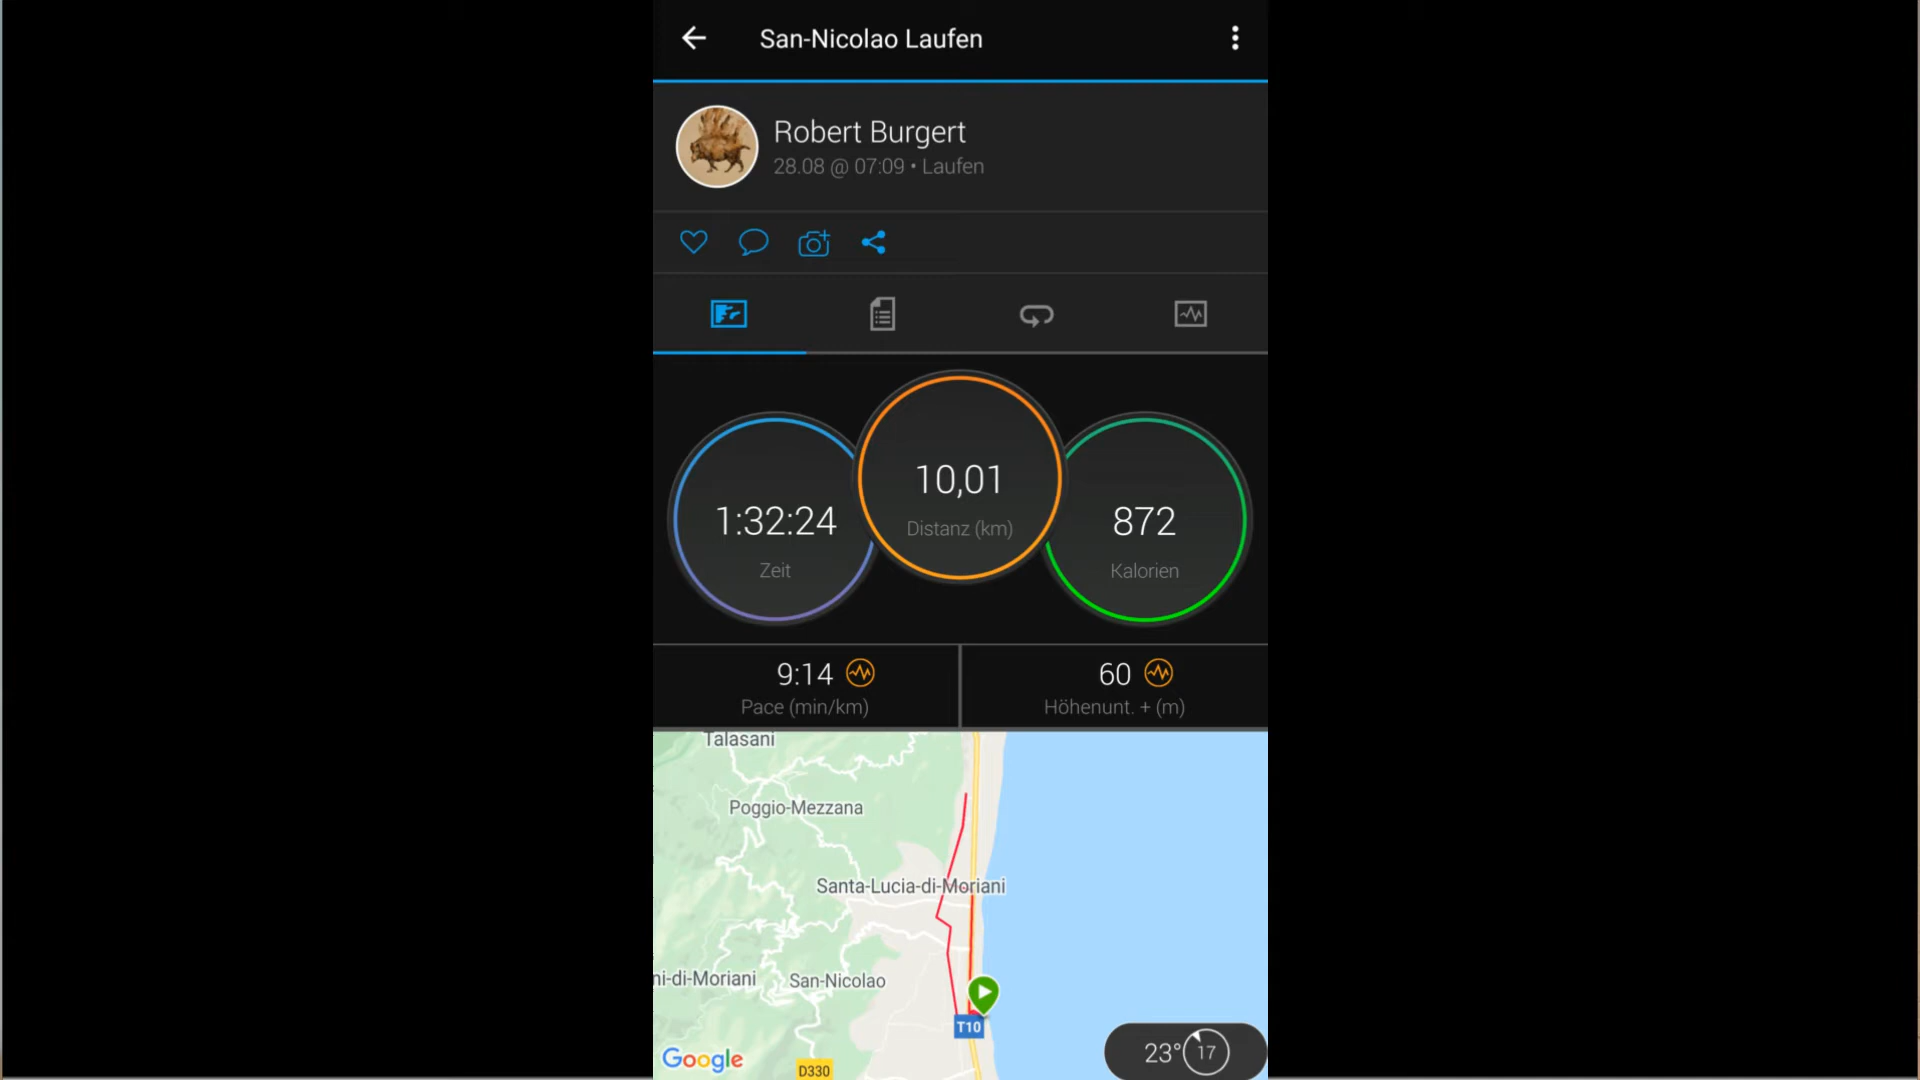 San-Nicolao Laufen
Robert Burgert
28.08 @ 07:09 • Laufen
10,01
Distanz (km)
1:32:24
Zeit
872
Kalorien
9:14
Pace (min/km)
60
Höhenunt. + (m)
Talasani
Poggio-Mezzana
Santa-Lucia-di-Moriani
ni-di-Moriani
San-Nicolao
T10
23° 17
Google
D330